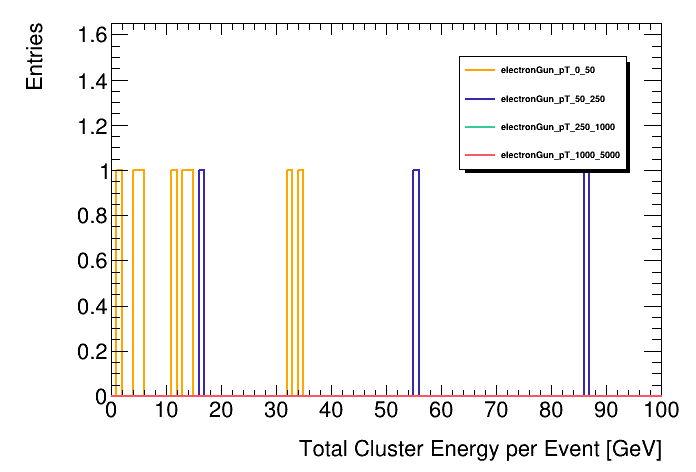 Entries
1.6
1.4
1.2
1
0.8
0.6
0.4
0.2
0
electronGun_pT_0_50
electronGun_pT_50_250
electronGun_pT_250_1000
electronGun_pT_1000_5000
0 10 20 30 40 50 60 70 80 90 100
Total Cluster Energy per Event [GeV]